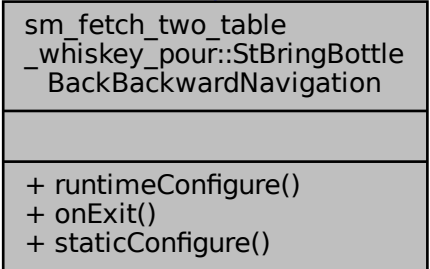 sm_fetch_two_table
_whiskey_pour::StBringBottle
BackBackwardNavigation
+ runtimeConfigure()
+ onExit()
+ staticConfigure()